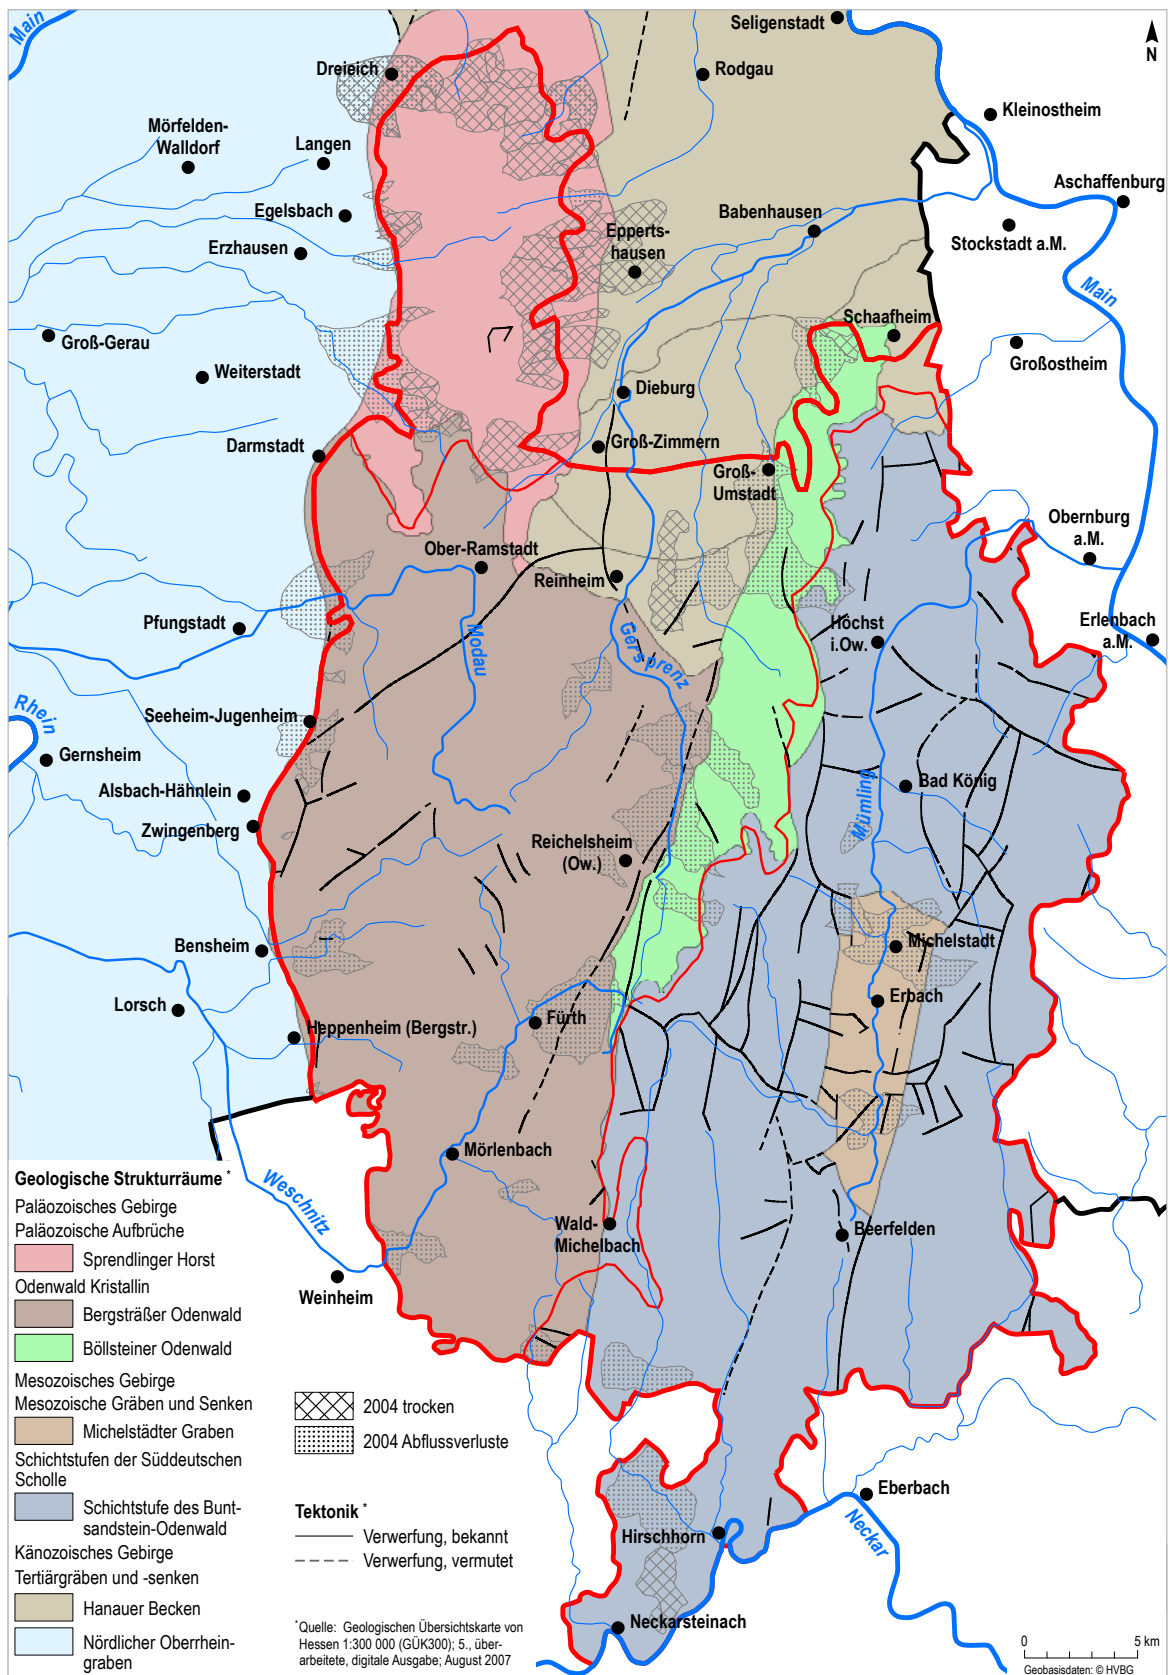 Main
Seligenstadt
N
Dreieich
Rodgau
Kleinostheim
Mörfelden-
Walldorf
Langen
Aschaffenburg
Egelsbach
Babenhausen
Stockstadt a.M.
Epperts-
hausen
Erzhausen
Main
Schaafheim
Groß-Gerau
Großostheim
Weiterstadt
Dieburg
Darmstadt
Groß-Zimmern
Groß-
Umstadt
Obernburg
a.M.
Ober-Ramstadt
Reinheim
Pfungstadt
Modau
Gersprenz
Höchst
i.Ow.
Erlenbach
a.M.
Rhein
Seeheim-Jugenheim
Gernsheim
Alsbach-Hähnlein
Bad König
Mümling
Zwingenberg
Reichelsheim
(Ow.)
Bensheim
Michelstadt
Lorsch
Erbach
Fürth
Heppenheim (Bergstr.)
Mörlenbach
Weschnitz
Wald-
Michelbach
Beerfelden
Weinheim
Eberbach
Hirschhorn
Neckar
Neckarsteinach
Geologische Strukturräume *
Paläozoisches Gebirge
Paläozoische Aufbrüche
Sprendlinger Horst
Odenwald Kristallin
Bergsträßer Odenwald
Böllsteiner Odenwald
Mesozoisches Gebirge
Mesozoische Gräben und Senken
Michelstädter Graben
Schichtstufen der Süddeutschen
Scholle
Schichtstufe des Bunt-
sandstein-Odenwald
Känozoisches Gebirge
Tertiärgräben und -senken
Hanauer Becken
Nördlicher Oberrhein-
graben
2004 trocken
2004 Abflussverluste
Tektonik *
Verwerfung, bekannt
Verwerfung, vermutet
*Quelle: Geologischen Übersichtskarte von
Hessen 1:300 000 (GÜK300); 5., über-
arbeitete, digitale Ausgabe; August 2007
0 5 km
Geobasisdaten: © HVBG